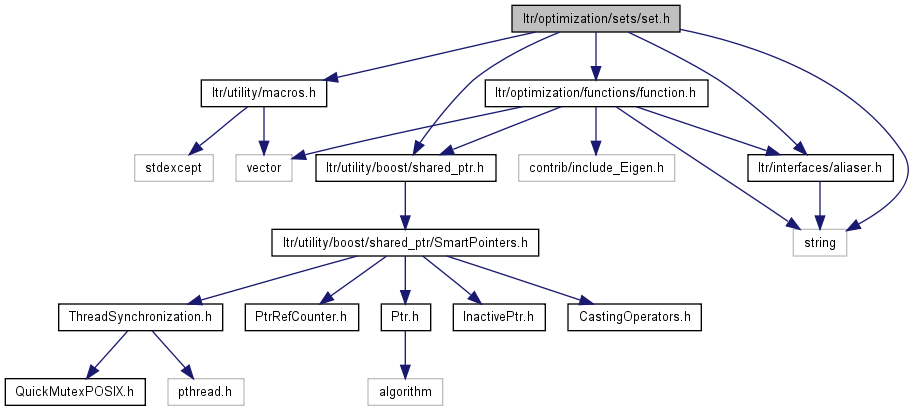 ltr/optimization/sets/set.h
ltr/utility/macros.h
ltr/optimization/functions/function.h
stdexcept
vector
ltr/utility/boost/shared_ptr.h
contrib/include_Eigen.h
ltr/interfaces/aliaser.h
ltr/utility/boost/shared_ptr/SmartPointers.h
string
ThreadSynchronization.h
PtrRefCounter.h
Ptr.h
InactivePtr.h
CastingOperators.h
QuickMutexPOSIX.h
pthread.h
algorithm